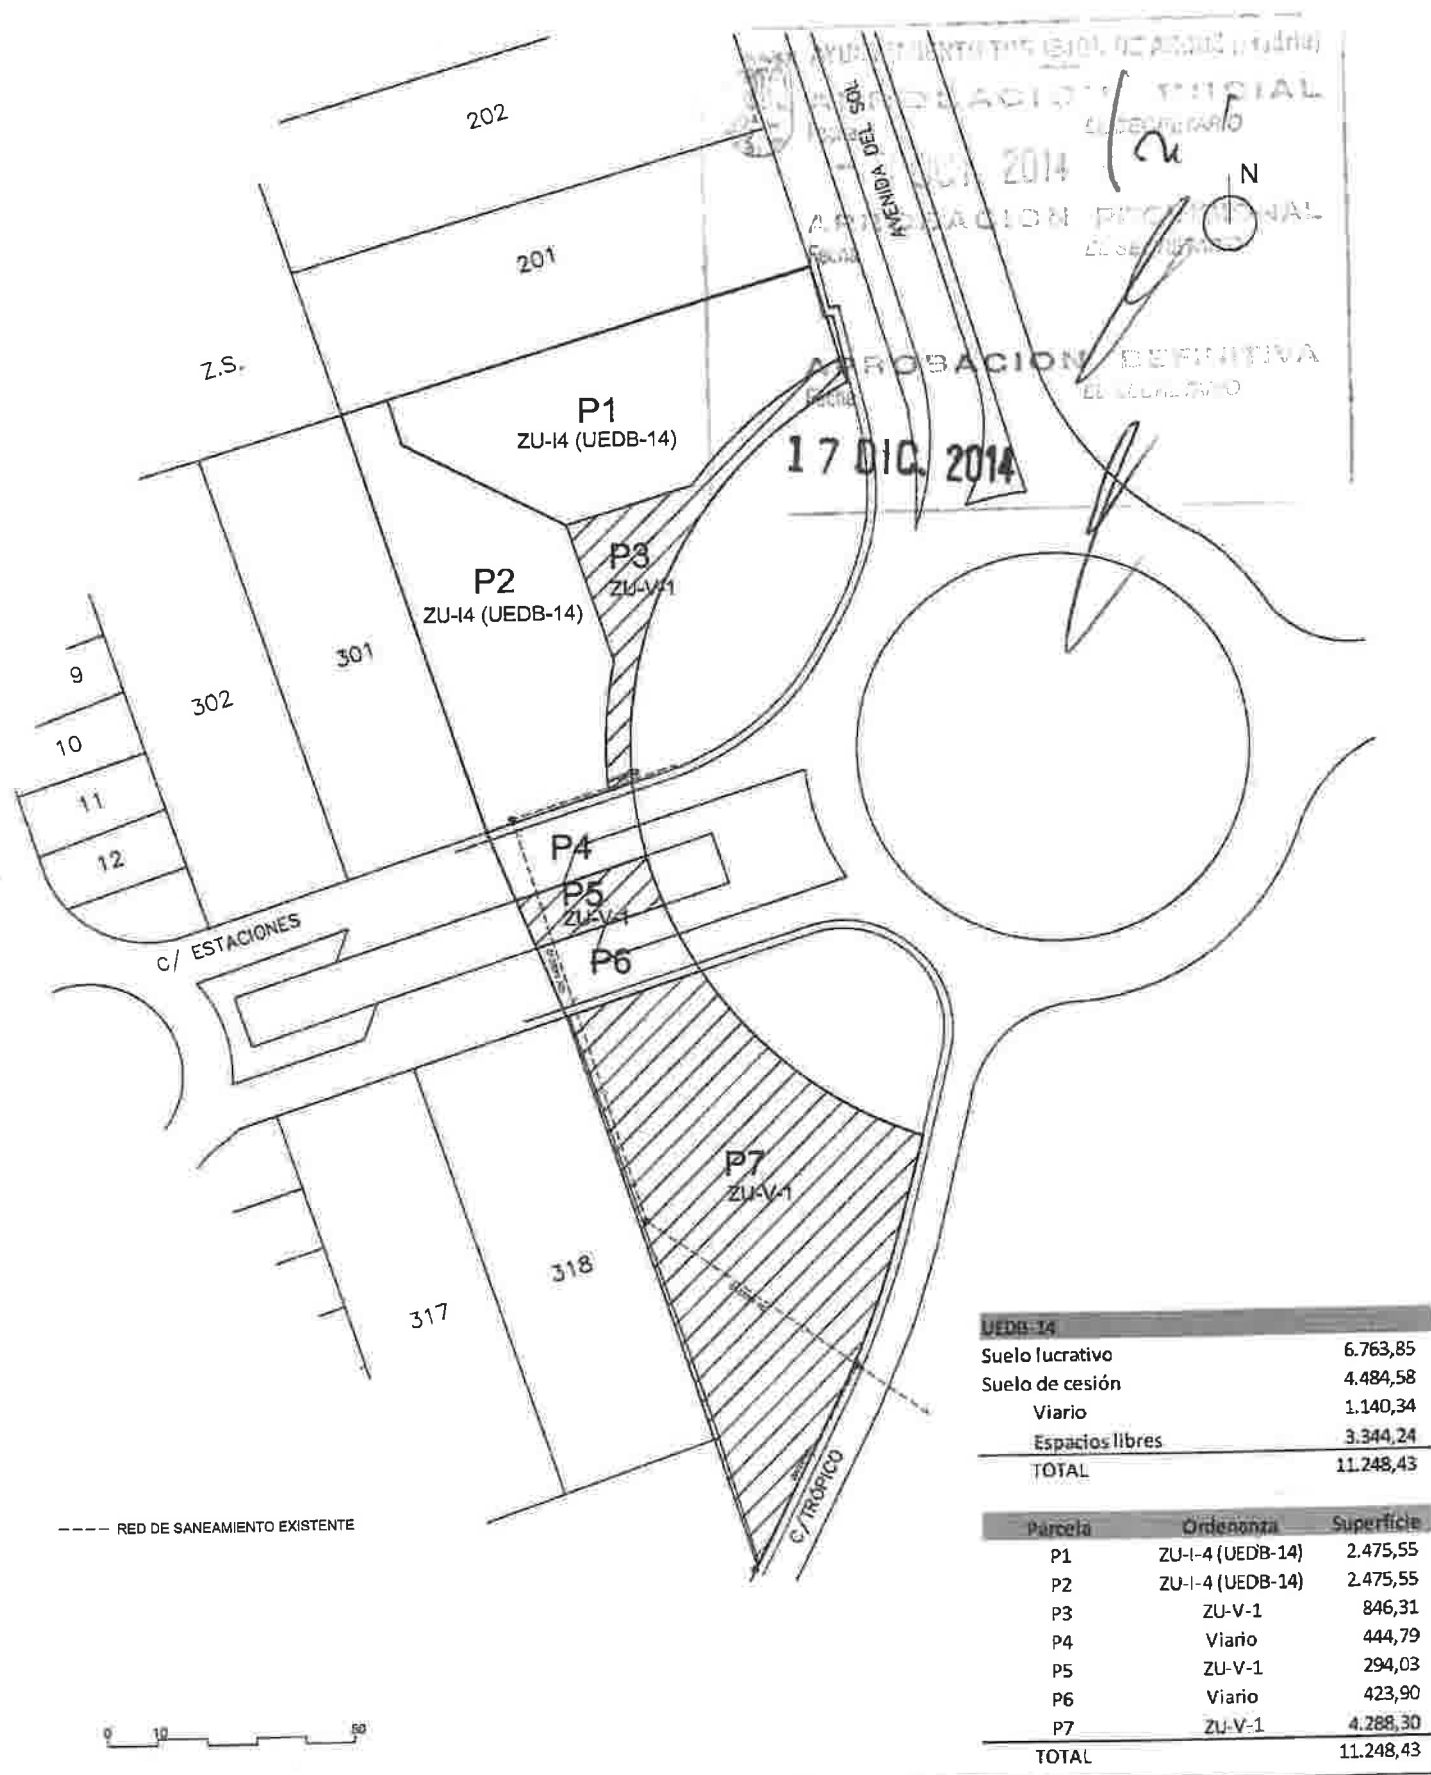 202
AVENIDA DEL SOL
2014
N
201
Z.S.
APROBACION DEFINITIVA
P1
ZU-I4 (UEDB-14)
17 DIC. 2014
P3
ZU-V-1
P2
ZU-I4 (UEDB-14)
301
302
9
10
11
12
P4
P5
ZU-V-1
P6
C/ ESTACIONES
P7
ZU-V-1
318
317
C/ TRÓPICO
UEDB-14
Suelo lucrativo 6.763,85
Suelo de cesión 4.484,58
Viario 1.140,34
Espacios libres 3.344,24
TOTAL 11.248,43
---- RED DE SANEAMIENTO EXISTENTE
Parcela Ordenanza Superficie
P1 ZU-I-4 (UEDB-14) 2.475,55
P2 ZU-I-4 (UEDB-14) 2.475,55
P3 ZU-V-1 846,31
P4 Viario 444,79
P5 ZU-V-1 294,03
P6 Viario 423,90
P7 ZU-V-1 4.288,30
TOTAL 11.248,43
0 10 50